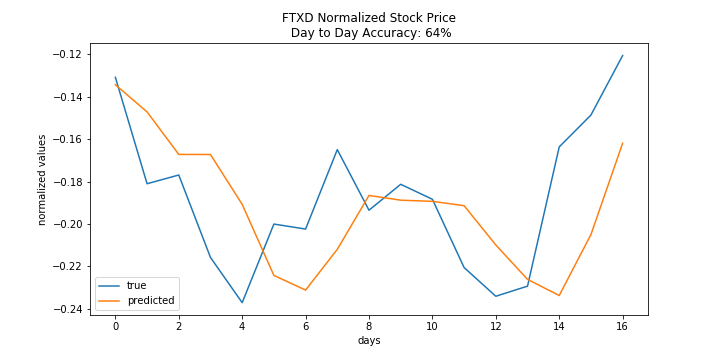 FTXD Normalized Stock Price
Day to Day Accuracy: 64%
−0.12
−0.14
−0.16
−0.18
−0.20
−0.22
−0.24
normalized values
true
predicted
0 2 4 6 8 10 12 14 16
days